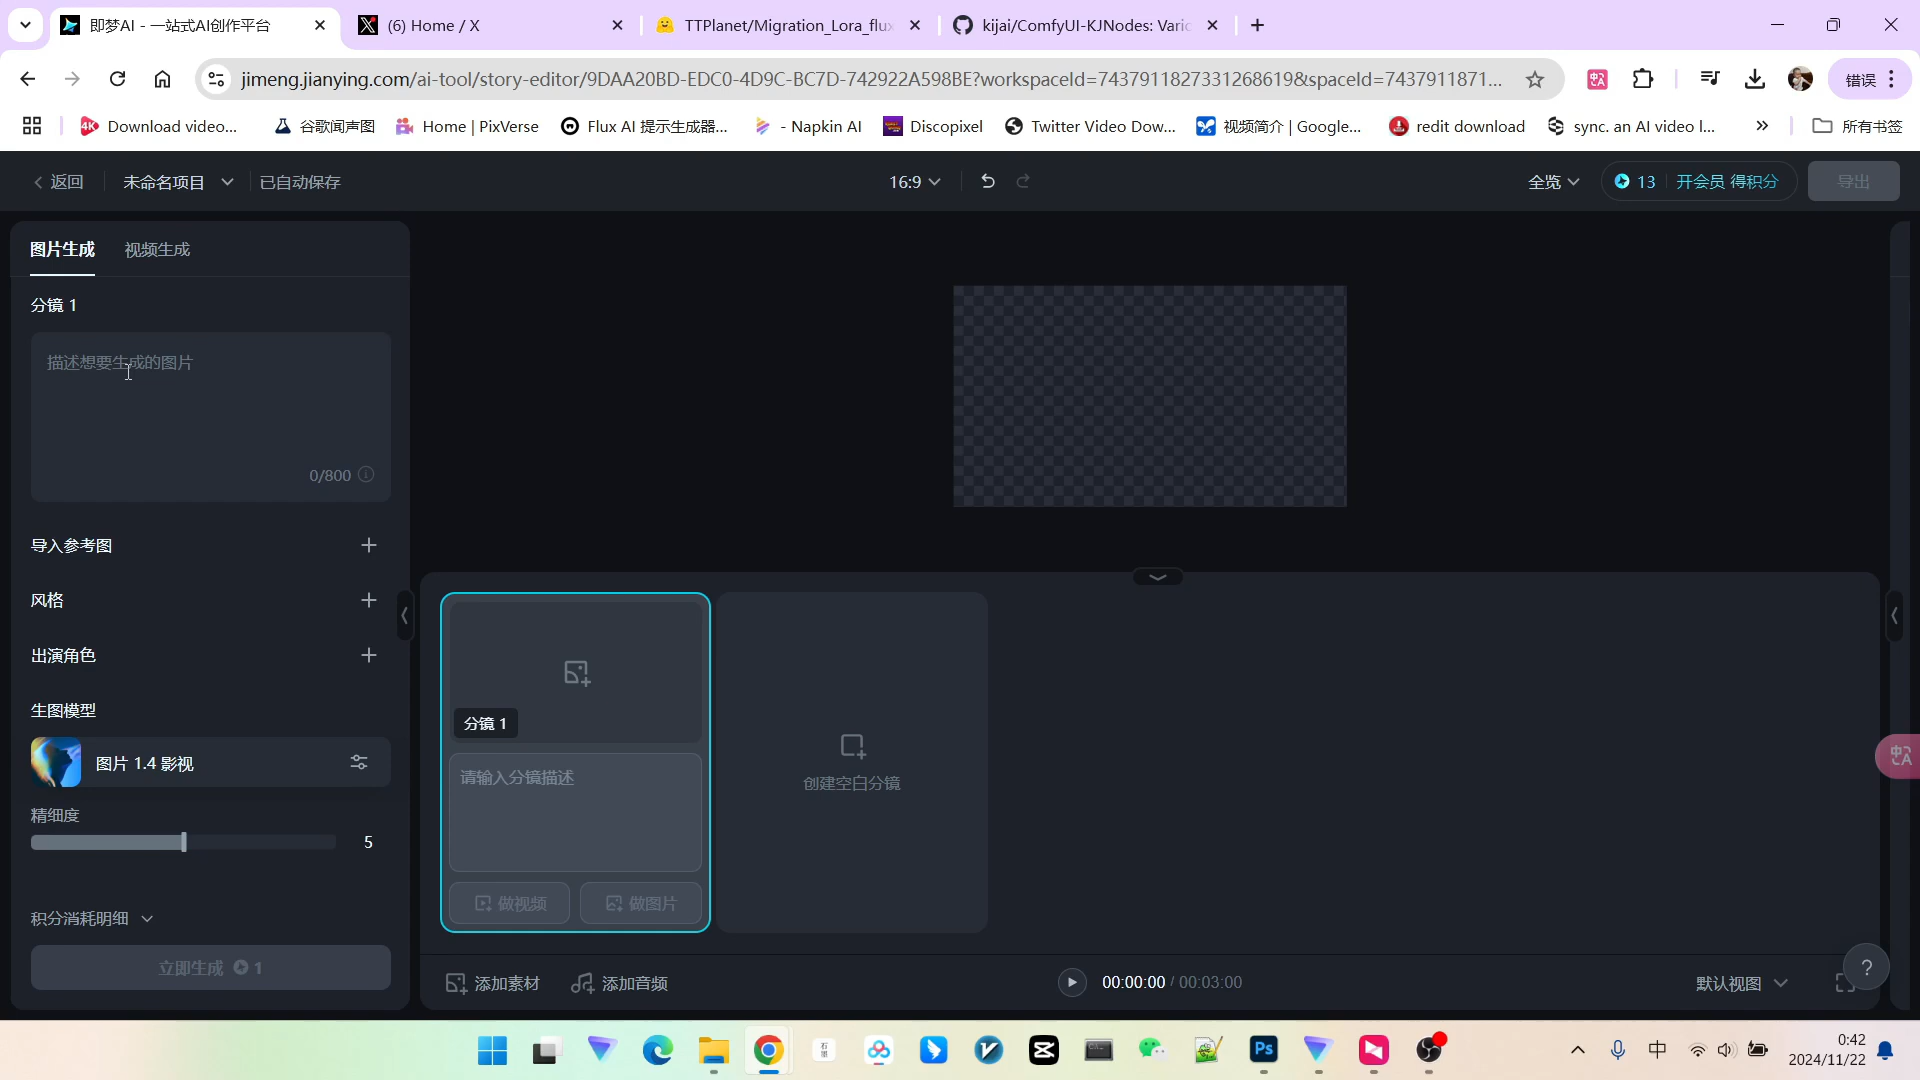 即梦AI - 一站式AI创作平台
(6) Home / X
TTPlanet/Migration_Lora_flux
kijai/ComfyUI-KJNodes: Vario
jimeng.jianying.com/ai-tool/story-editor/9DAA20BD-EDC0-4D9C-BC7D-742922A598BE?workspaceId=7437911827331268619&spaceId=7437911871...
错误
4K
Download video...
谷歌闻声图
Home | PixVerse
Flux AI 提示生成器...
- Napkin AI
Discopixel
Twitter Video Dow...
视频简介 | Google...
redit download
sync. an AI video l...
所有书签
返回
未命名项目
已自动保存
16:9
全览
13
开会员 得积分
导出
图片生成
视频生成
分镜 1
描述想要生成的图片
0/800
导入参考图
风格
出演角色
生图模型
图片 1.4 影视
精细度
5
积分消耗明细
立即生成 1
分镜 1
请输入分镜描述
做视频
做图片
创建空白分镜
添加素材
添加音频
00:00:00 / 00:03:00
默认视图
?
中A
石墨
Ps
中
0:42
2024/11/22